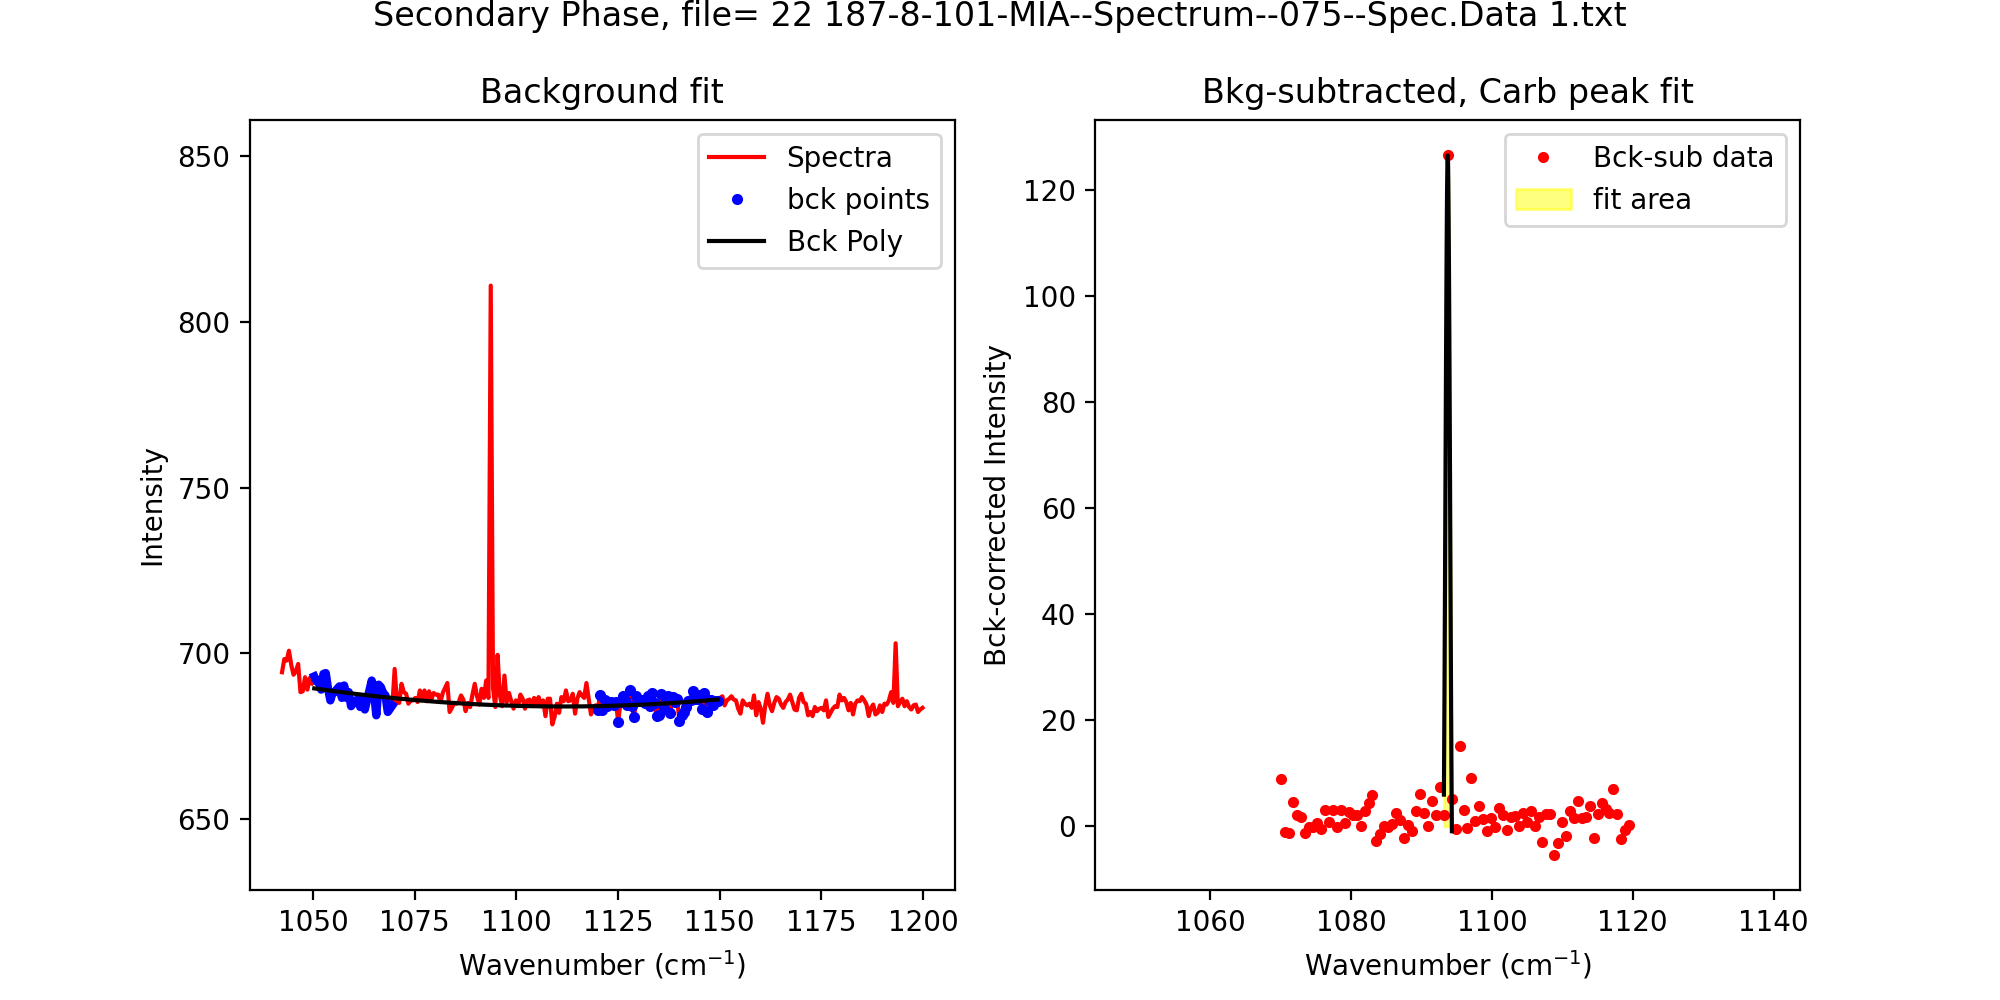 Secondary Phase, file= 22 187-8-101-MIA--Spectrum--075--Spec.Data 1.txt
Background fit
Spectra
bck points
Bck Poly
850
800
750
700
650
Intensity
1050 1075 1100 1125 1150 1175 1200
Wavenumber (cm⁻¹)
Bkg-subtracted, Carb peak fit
Bck-sub data
fit area
120
100
80
60
40
20
0
Bck-corrected Intensity
1060 1080 1100 1120 1140
Wavenumber (cm⁻¹)